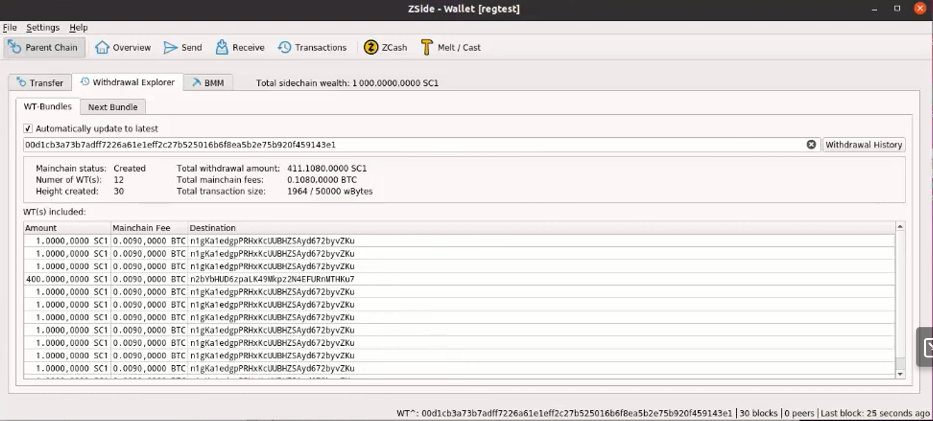 ZSide - Wallet [regtest]
File Settings Help
Parent Chain Overview Send Receive Transactions ZCash Melt / Cast
Transfer Withdrawal Explorer BMM Total sidechain wealth: 1 000.0000,0000 SC1
WT-Bundles Next Bundle
Automatically update to latest
00d1cb3a73b7adff7226a61e1eff2c27b525016b6f8ea5b2e75b920f459143e1 Withdrawal History
Mainchain status: Created Total withdrawal amount: 411.1080,0000 SC1
Numer of WT(s): 12 Total mainchain fees: 0.1080,0000 BTC
Height created: 30 Total transaction size: 1964 / 50000 wBytes
WT(s) included:
Amount Mainchain Fee Destination
1.0000,0000 SC1 0.0090,0000 BTC n1gKa1edgpPRHxKcUUBHZSAyd672byvZKu
1.0000,0000 SC1 0.0090,0000 BTC n1gKa1edgpPRHxKcUUBHZSAyd672byvZKu
1.0000,0000 SC1 0.0090,0000 BTC n1gKa1edgpPRHxKcUUBHZSAyd672byvZKu
400.0000,0000 SC1 0.0090,0000 BTC n2bYbHUD6zpaLK49Mkpz2N4EFURnMTHKu7
1.0000,0000 SC1 0.0090,0000 BTC n1gKa1edgpPRHxKcUUBHZSAyd672byvZKu
1.0000,0000 SC1 0.0090,0000 BTC n1gKa1edgpPRHxKcUUBHZSAyd672byvZKu
1.0000,0000 SC1 0.0090,0000 BTC n1gKa1edgpPRHxKcUUBHZSAyd672byvZKu
1.0000,0000 SC1 0.0090,0000 BTC n1gKa1edgpPRHxKcUUBHZSAyd672byvZKu
1.0000,0000 SC1 0.0090,0000 BTC n1gKa1edgpPRHxKcUUBHZSAyd672byvZKu
1.0000,0000 SC1 0.0090,0000 BTC n1gKa1edgpPRHxKcUUBHZSAyd672byvZKu
1.0000,0000 SC1 0.0090,0000 BTC n1gKa1edgpPRHxKcUUBHZSAyd672byvZKu
WT^: 00d1cb3a73b7adff7226a61e1eff2c27b525016b6f8ea5b2e75b920f459143e1 | 30 blocks | 0 peers | Last block: 25 seconds ago